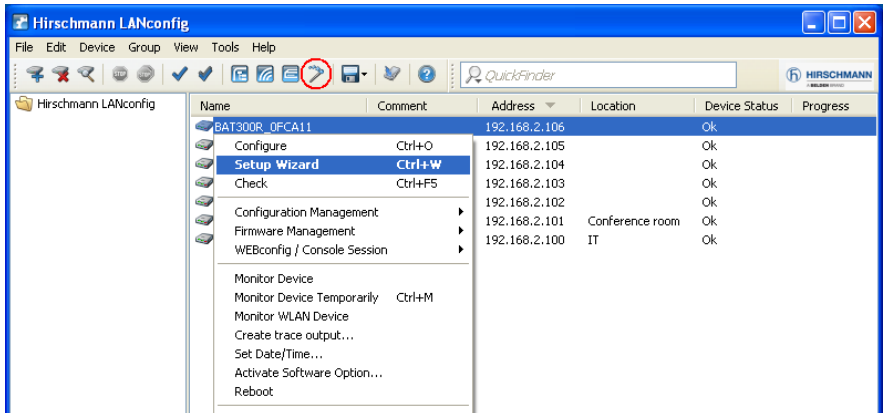 Hirschmann LANconfig
File Edit Device Group View Tools Help
QuickFinder
HIRSCHMANN
A BELDEN BRAND
Hirschmann LANconfig
Name Comment Address Location Device Status Progress
BAT300R_0FCA11 192.168.2.106 Ok
Configure Ctrl+O 192.168.2.105 Ok
Setup Wizard Ctrl+W 192.168.2.104 Ok
Check Ctrl+F5 192.168.2.103 Ok
192.168.2.102 Ok
Configuration Management 192.168.2.101 Conference room Ok
Firmware Management 192.168.2.100 IT Ok
WEBconfig / Console Session
Monitor Device
Monitor Device Temporarily Ctrl+M
Monitor WLAN Device
Create trace output...
Set Date/Time...
Activate Software Option...
Reboot